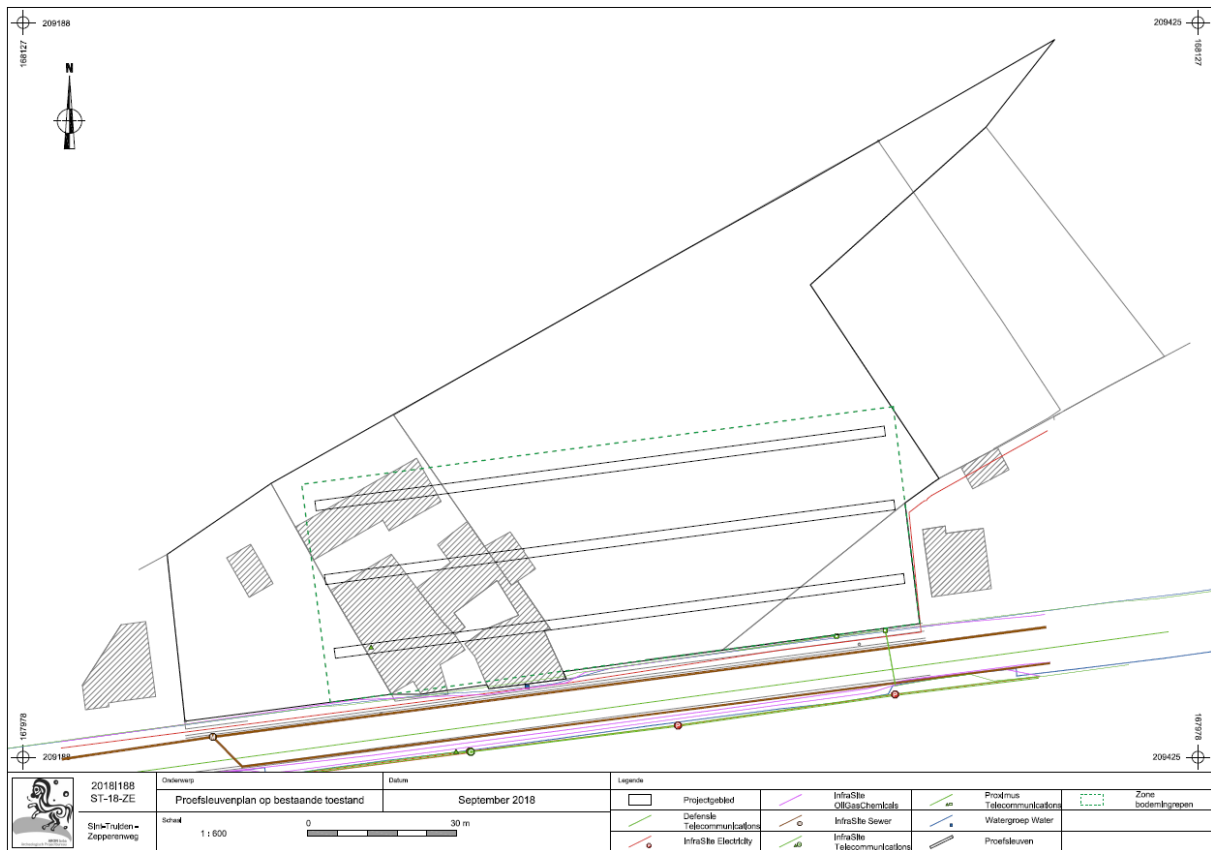 209188
168127
209425
168127
N
167978
209188
167978
209425
2018|188
ST-18-ZE
Sint-Truiden -
Zepperenweg
Onderwerp
Proefsleuvenplan op bestaande toestand
Datum
September 2018
Schaal
1 : 600
0
30 m
Legende
Projectgebied
Defensie
Telecommunications
InfraSite Electricity
InfraSite
OilGasChemicals
InfraSite Sewer
InfraSite
Telecommunications
Proximus
Telecommunications
Watergroep Water
Proefsleuven
Zone
bodemingrepen